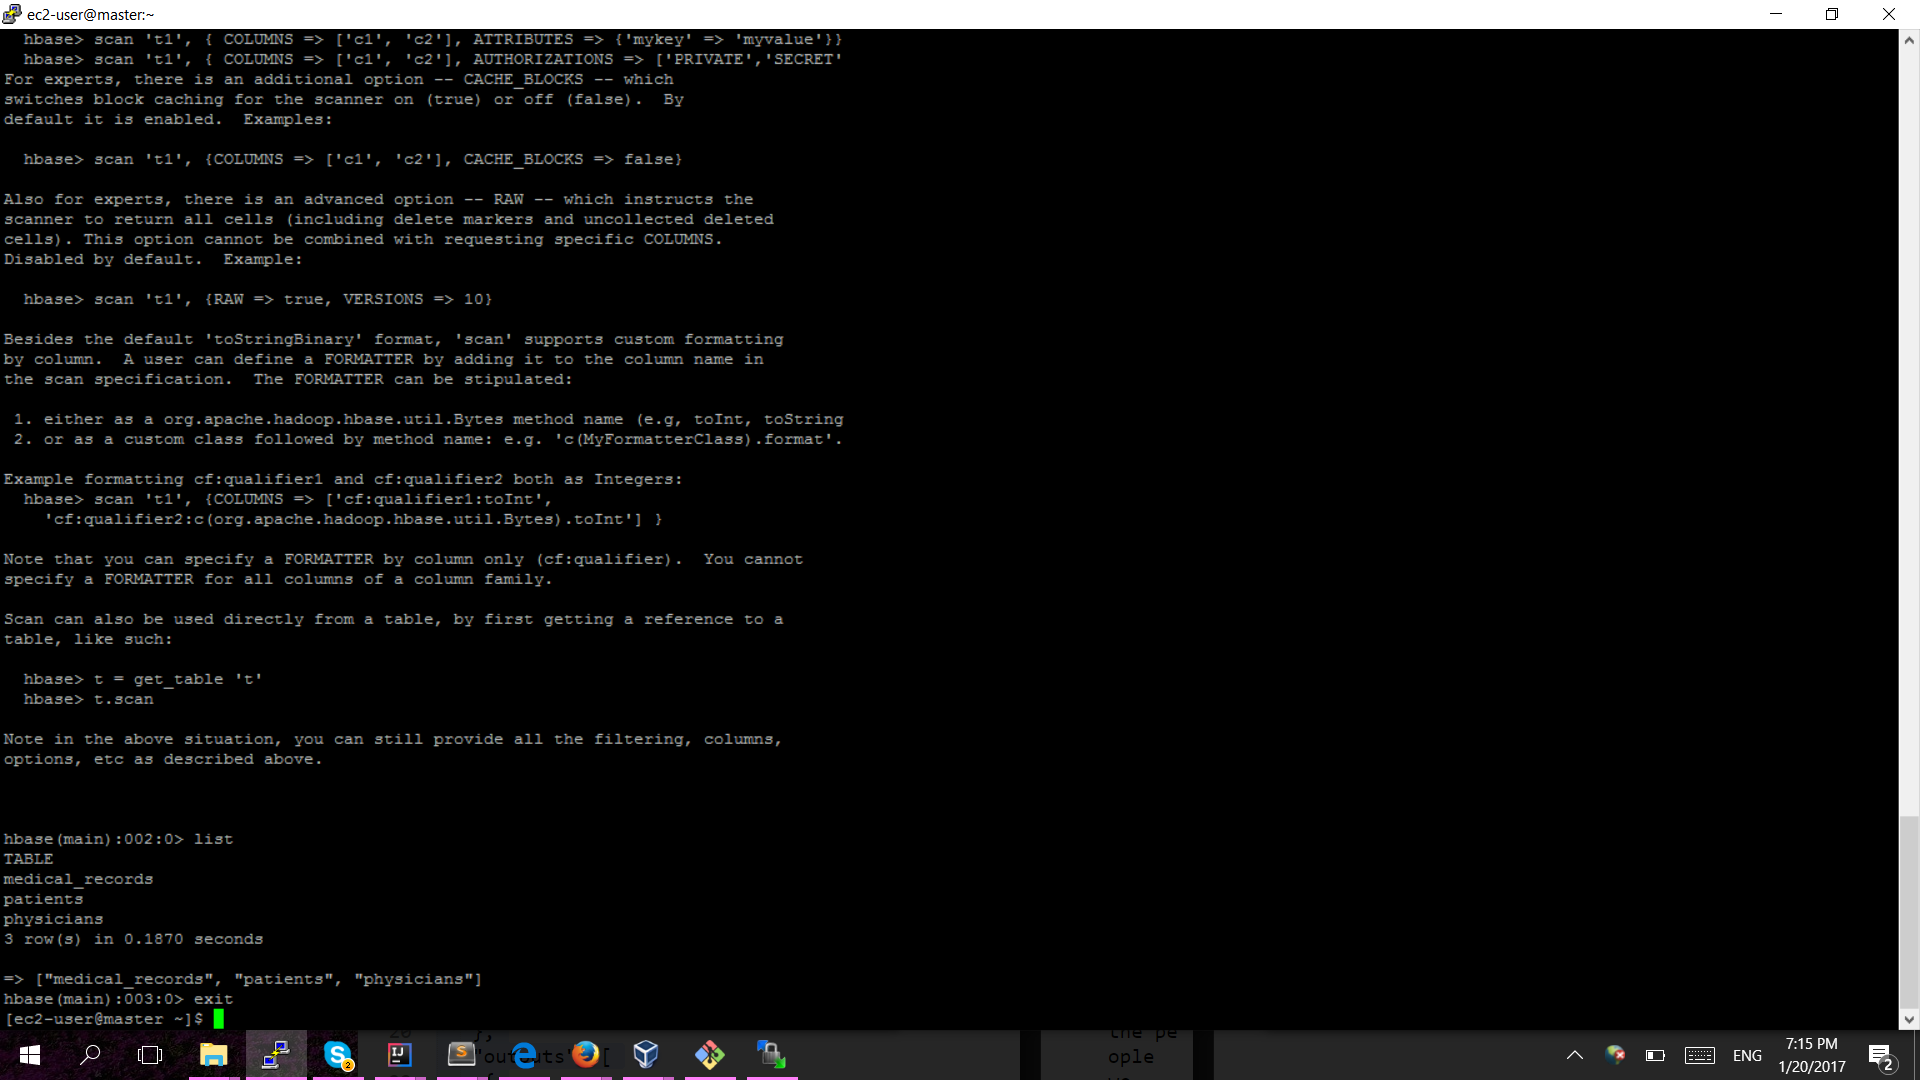 ec2-user@master:~
  hbase> scan 't1', { COLUMNS => ['c1', 'c2'], ATTRIBUTES => {'mykey' => 'myvalue'}}
  hbase> scan 't1', { COLUMNS => ['c1', 'c2'], AUTHORIZATIONS => ['PRIVATE','SECRET'
For experts, there is an additional option -- CACHE_BLOCKS -- which
switches block caching for the scanner on (true) or off (false).  By
default it is enabled.  Examples:
  hbase> scan 't1', {COLUMNS => ['c1', 'c2'], CACHE_BLOCKS => false}
Also for experts, there is an advanced option -- RAW -- which instructs the
scanner to return all cells (including delete markers and uncollected deleted
cells). This option cannot be combined with requesting specific COLUMNS.
Disabled by default.  Example:
  hbase> scan 't1', {RAW => true, VERSIONS => 10}
Besides the default 'toStringBinary' format, 'scan' supports custom formatting
by column.  A user can define a FORMATTER by adding it to the column name in
the scan specification.  The FORMATTER can be stipulated:
 1. either as a org.apache.hadoop.hbase.util.Bytes method name (e.g, toInt, toString
 2. or as a custom class followed by method name: e.g. 'c(MyFormatterClass).format'.
Example formatting cf:qualifier1 and cf:qualifier2 both as Integers:
  hbase> scan 't1', {COLUMNS => ['cf:qualifier1:toInt',
    'cf:qualifier2:c(org.apache.hadoop.hbase.util.Bytes).toInt'] }
Note that you can specify a FORMATTER by column only (cf:qualifier).  You cannot
specify a FORMATTER for all columns of a column family.
Scan can also be used directly from a table, by first getting a reference to a
table, like such:
  hbase> t = get_table 't'
  hbase> t.scan
Note in the above situation, you can still provide all the filtering, columns,
options, etc as described above.
hbase(main):002:0> list
TABLE
medical_records
patients
physicians
3 row(s) in 0.1870 seconds
=> ["medical_records", "patients", "physicians"]
hbase(main):003:0> exit
[ec2-user@master ~]$
the pe
ople
ENG
7:15 PM
1/20/2017
2